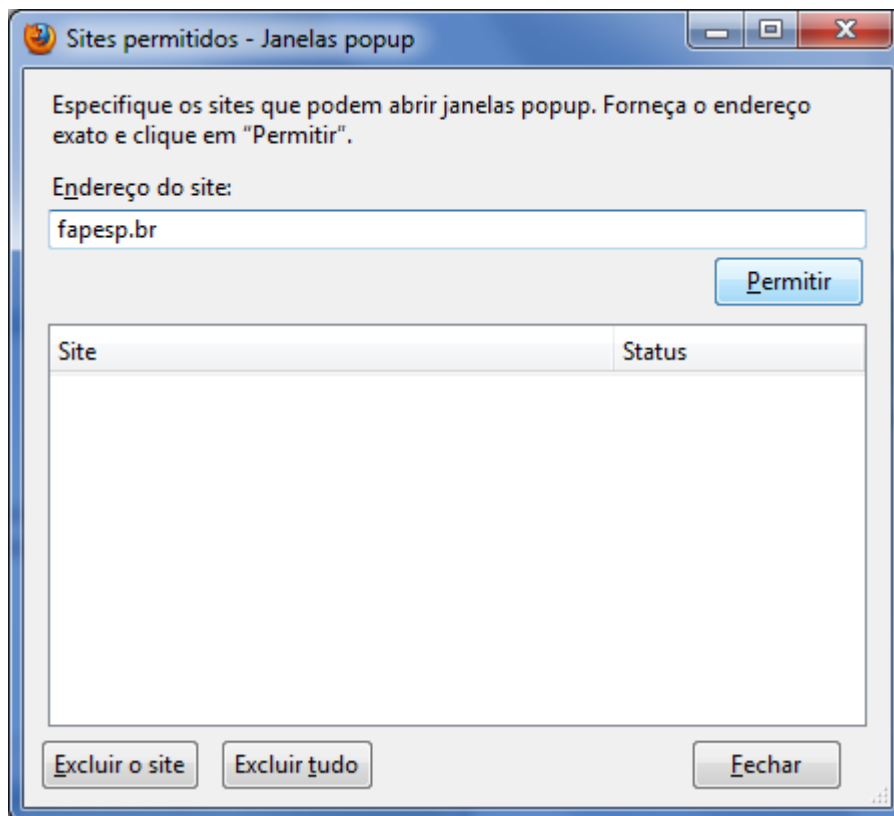 Sites permitidos - Janelas popup
Especifique os sites que podem abrir janelas popup. Forneça o endereço
exato e clique em “Permitir“.
Endereço do site:
fapesp.br
Permitir
Site Status
Excluir o site Excluir tudo Fechar